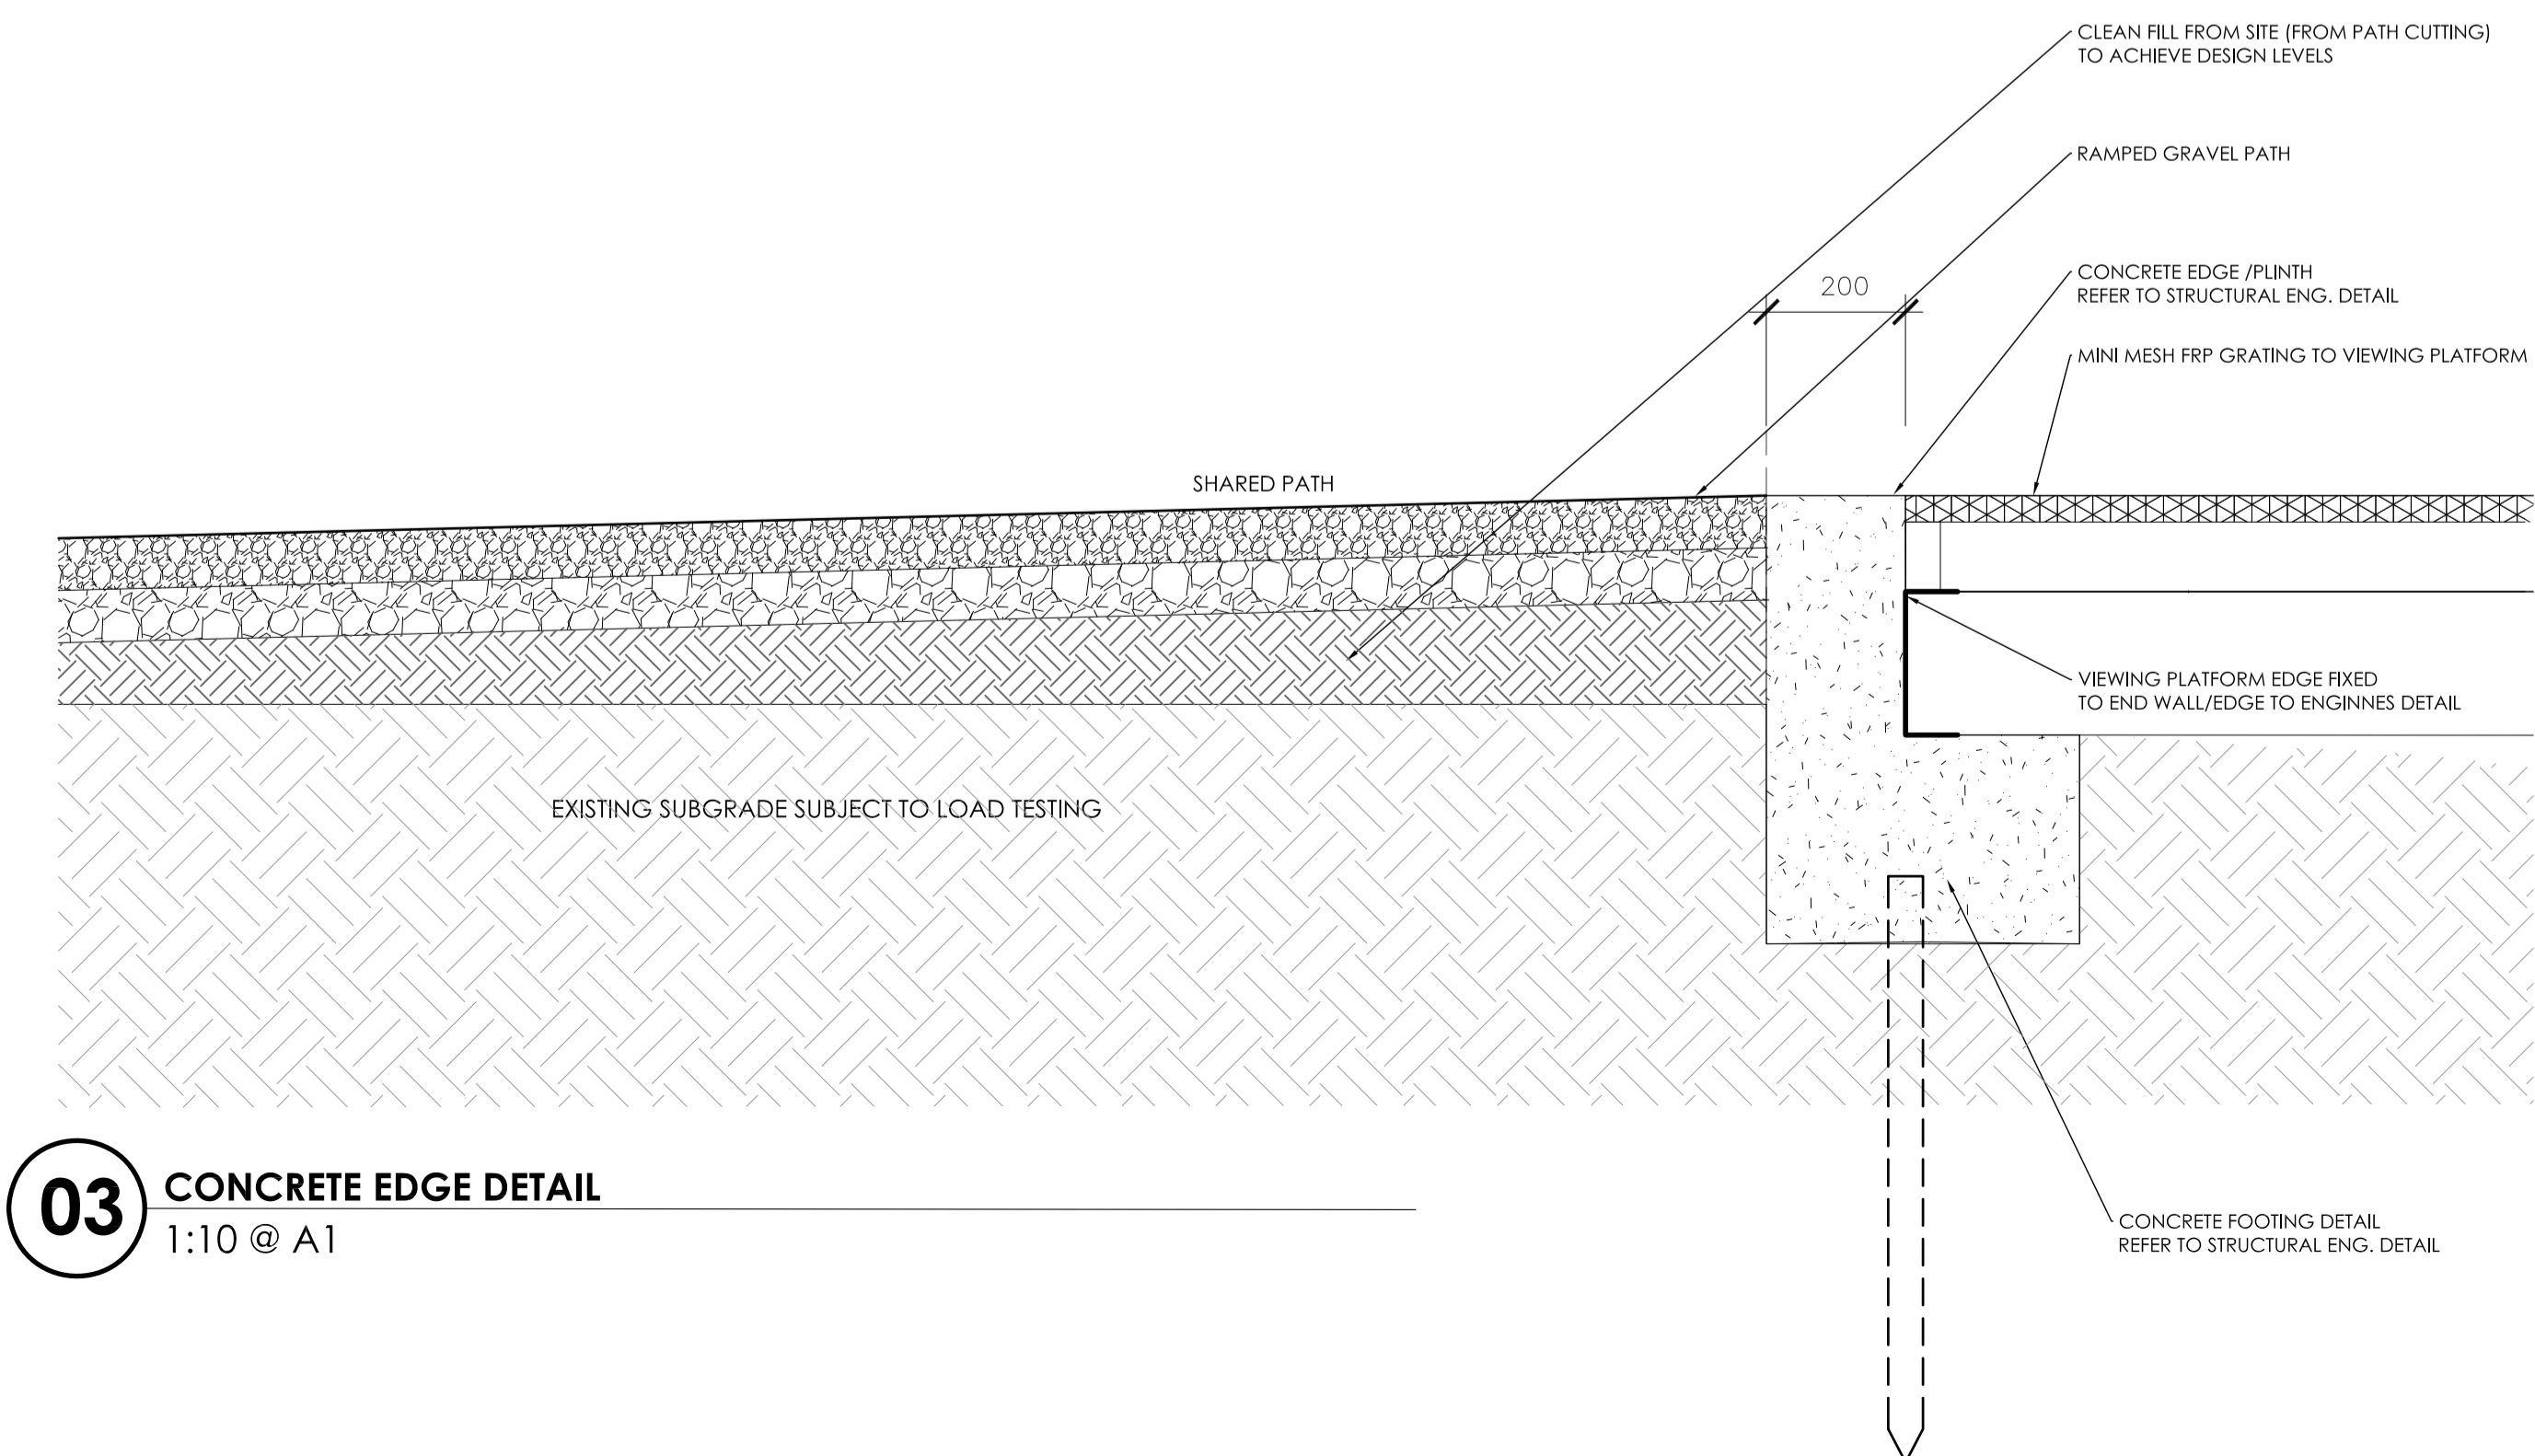 CLEAN FILL FROM SITE (FROM PATH CUTTING)
TO ACHIEVE DESIGN LEVELS
RAMPED GRAVEL PATH
200
CONCRETE EDGE /PLINTH
REFER TO STRUCTURAL ENG. DETAIL
MINI MESH FRP GRATING TO VIEWING PLATFORM
SHARED PATH
VIEWING PLATFORM EDGE FIXED
TO END WALL/EDGE TO ENGINNES DETAIL
EXISTING SUBGRADE SUBJECT TO LOAD TESTING
03
CONCRETE EDGE DETAIL
1:10 @ A1
CONCRETE FOOTING DETAIL
REFER TO STRUCTURAL ENG. DETAIL